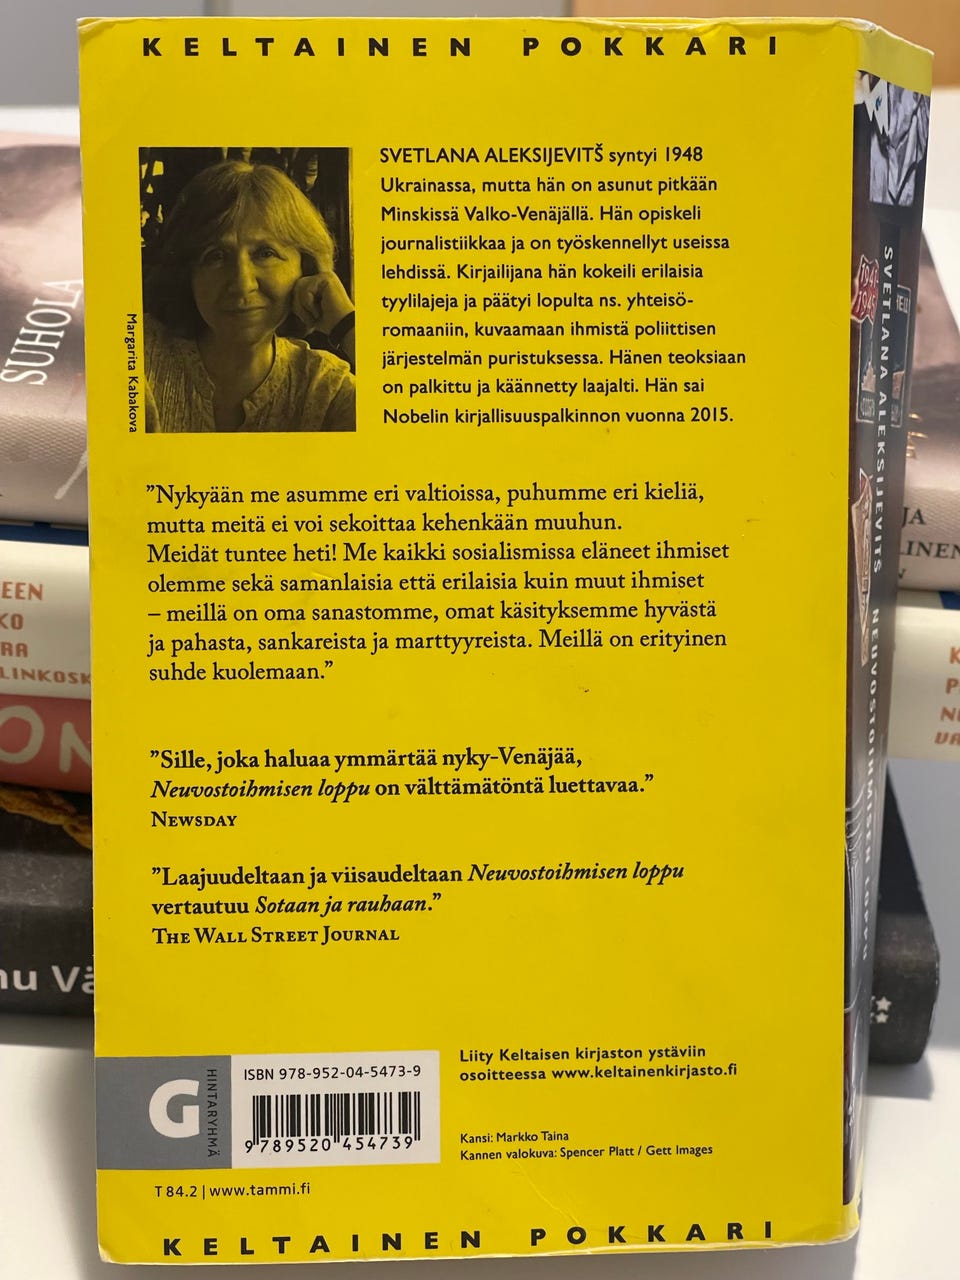 KELTAINEN POKKARI
SVETLANA ALEKSIJEVITŠ syntyi 1948
Ukrainassa, mutta hän on asunut pitkään
Minskissä Valko-Venäjällä. Hän opiskeli
journalistiikkaa ja on työskennellyt useissa
lehdissä. Kirjailijana hän kokeili erilaisia
tyylilajeja ja päätyi lopulta ns. yhteisö-
romaaniin, kuvaamaan ihmistä poliittisen
järjestelmän puristuksessa. Hänen teoksiaan
on palkittu ja käännetty laajalti. Hän sai
Nobelin kirjallisuuspalkinnon vuonna 2015.
Margarita Kabakova
”Nykyään me asumme eri valtioissa, puhumme eri kieliä,
mutta meitä ei voi sekoittaa kehenkään muuhun.
Meidät tuntee heti! Me kaikki sosialismissa eläneet ihmiset
olemme sekä samanlaisia että erilaisia kuin muut ihmiset
– meillä on oma sanastomme, omat käsityksemme hyvästä
ja pahasta, sankareista ja marttyyreista. Meillä on erityinen
suhde kuolemaan.”
”Sille, joka haluaa ymmärtää nyky-Venäjää,
Neuvostoihmisen loppu on välttämätöntä luettavaa.”
NEWSDAY
”Laajuudeltaan ja viisaudeltaan Neuvostoihmisen loppu
vertautuu Sotaan ja rauhaan.”
THE WALL STREET JOURNAL
G
HINTARYHMÄ
ISBN 978-952-04-5473-9
9 789520 454739
Liity Keltaisen kirjaston ystäviin
osoitteessa www.keltainenkirjasto.fi
Kansi: Markko Taina
Kannen valokuva: Spencer Platt / Gett Images
T 84.2 | www.tammi.fi
KELTAINEN POKKARI
SVETLANA ALEKSIJEVITŠ NEUVOSTOIHMISEN LOPPU
1941
1945
SUHOLA